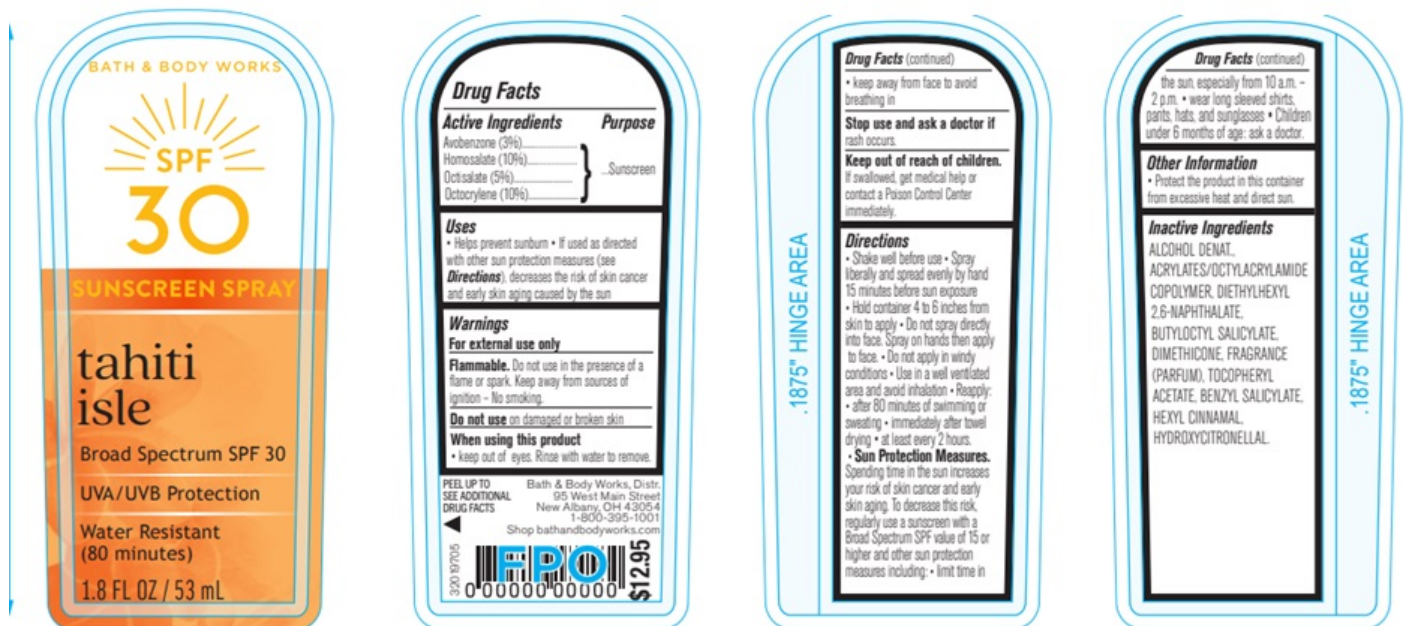 BATH & BODY WORKS
SPF
30
SUNSCREEN SPRAY
tahiti
isle
Broad Spectrum SPF 30
UVA/UVB Protection
Water Resistant
(80 minutes)
1.8 FL OZ / 53 mL
Drug Facts
Active Ingredients Purpose
Avobenzone (3%)................
Homosalate (10%)...............
Octisalate (5%)................
Octocrylene (10%)..............
...Sunscreen
Uses
• Helps prevent sunburn • If used as directed
with other sun protection measures (see
Directions), decreases the risk of skin cancer
and early skin aging caused by the sun
Warnings
For external use only
Flammable. Do not use in the presence of a
flame or spark. Keep away from sources of
ignition – No smoking.
Do not use on damaged or broken skin
When using this product
• keep out of eyes. Rinse with water to remove.
PEEL UP TO
SEE ADDITIONAL
DRUG FACTS
Bath & Body Works, Distr.
95 West Main Street
New Albany, OH 43054
1-800-395-1001
Shop bathandbodyworks.com
32019705
FPO
0 00000 00000 0
$12.95
.1875" HINGE AREA
Drug Facts (continued)
• keep away from face to avoid
breathing in
Stop use and ask a doctor if
rash occurs.
Keep out of reach of children.
If swallowed, get medical help or
contact a Poison Control Center
immediately.
Directions
• Shake well before use • Spray
liberally and spread evenly by hand
15 minutes before sun exposure
• Hold container 4 to 6 inches from
skin to apply • Do not spray directly
into face. Spray on hands then apply
to face. • Do not apply in windy
conditions • Use in a well ventilated
area and avoid inhalation • Reapply:
• after 80 minutes of swimming or
sweating • immediately after towel
drying • at least every 2 hours.
• Sun Protection Measures.
Spending time in the sun increases
your risk of skin cancer and early
skin aging. To decrease this risk,
regularly use a sunscreen with a
Broad Spectrum SPF value of 15 or
higher and other sun protection
measures including: • limit time in
Drug Facts (continued)
the sun, especially from 10 a.m. –
2 p.m. • wear long sleeved shirts,
pants, hats, and sunglasses • Children
under 6 months of age: ask a doctor.
Other Information
• Protect the product in this container
from excessive heat and direct sun.
Inactive Ingredients
ALCOHOL DENAT.,
ACRYLATES/OCTYLACRYLAMIDE
COPOLYMER, DIETHYLHEXYL
2,6-NAPHTHALATE,
BUTYLOCTYL SALICYLATE,
DIMETHICONE, FRAGRANCE
(PARFUM), TOCOPHERYL
ACETATE, BENZYL SALICYLATE,
HEXYL CINNAMAL,
HYDROXYCITRONELLAL.
.1875" HINGE AREA